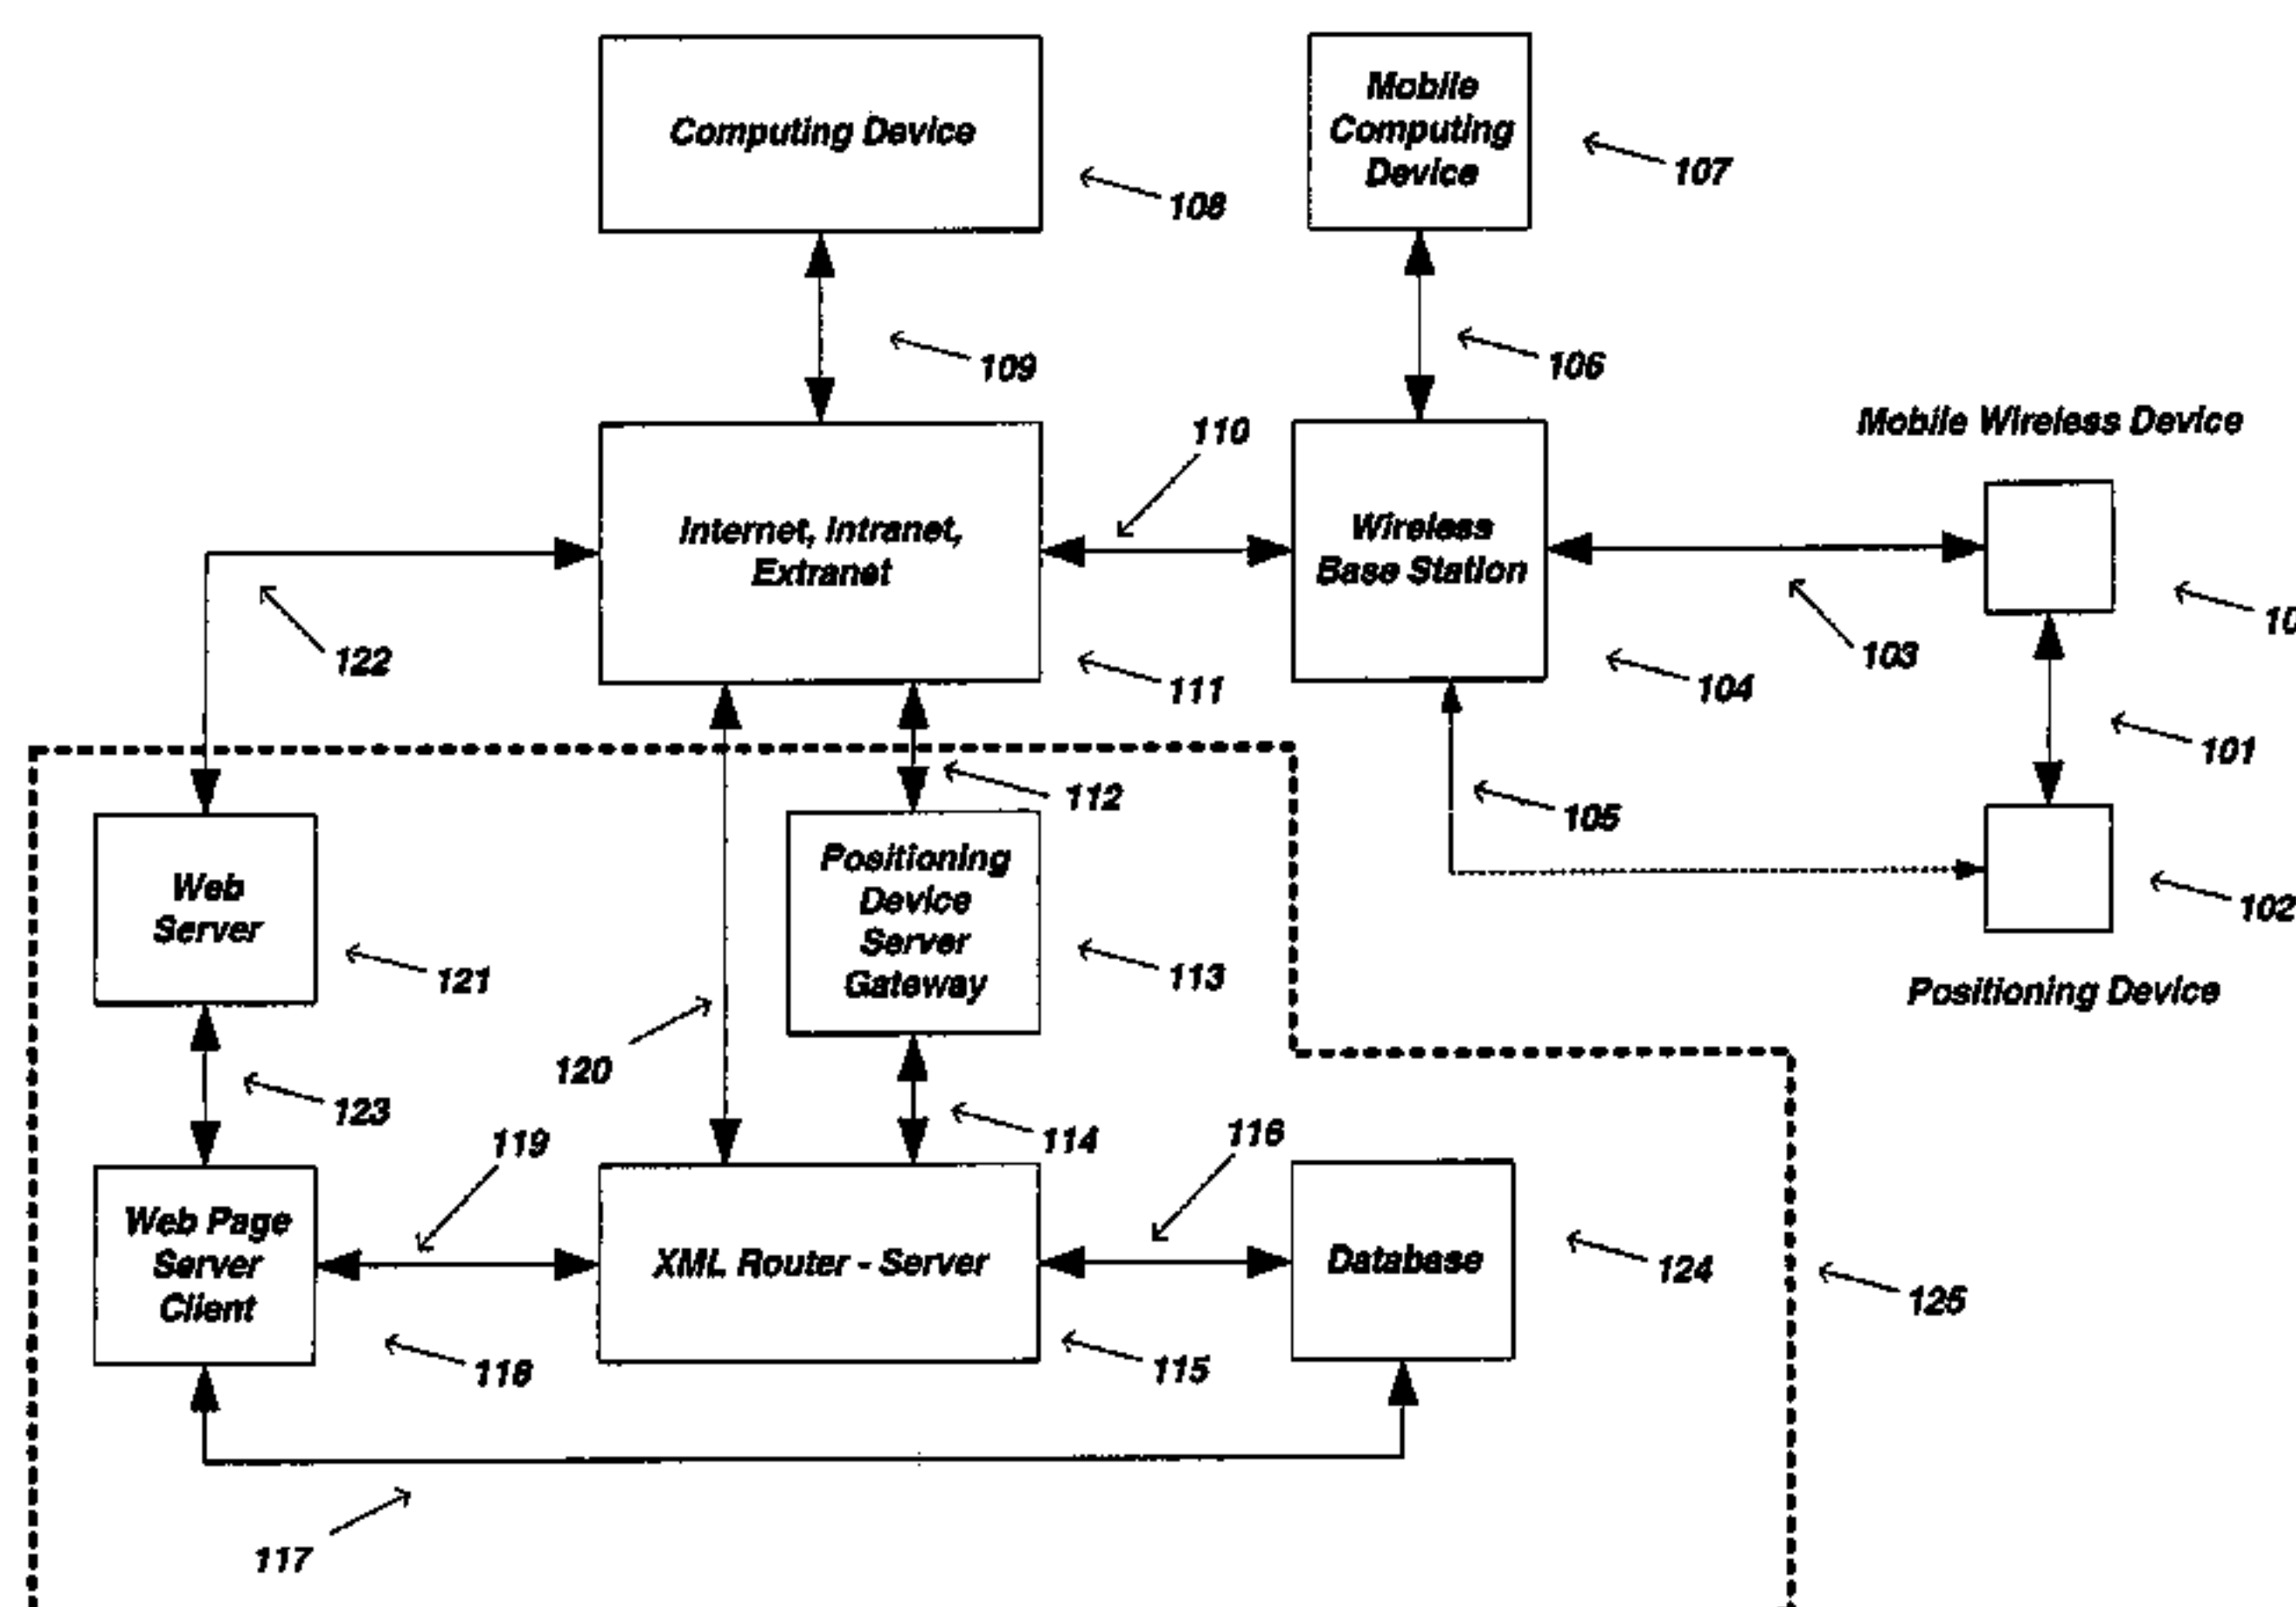 Computing Device
Mobile
Computing
Device
107
108
109
106
110
Mobile Wireless Device
Internet, Intranet,
Extranet
Wireless
Base Station
122
111
104
103
101
112
105
Web
Server
Positioning
Device
Server
Gateway
121
113
102
Positioning Device
120
123
119
114
116
Web Page
Server
Client
XML Router - Server
Database
124
125
118
115
117